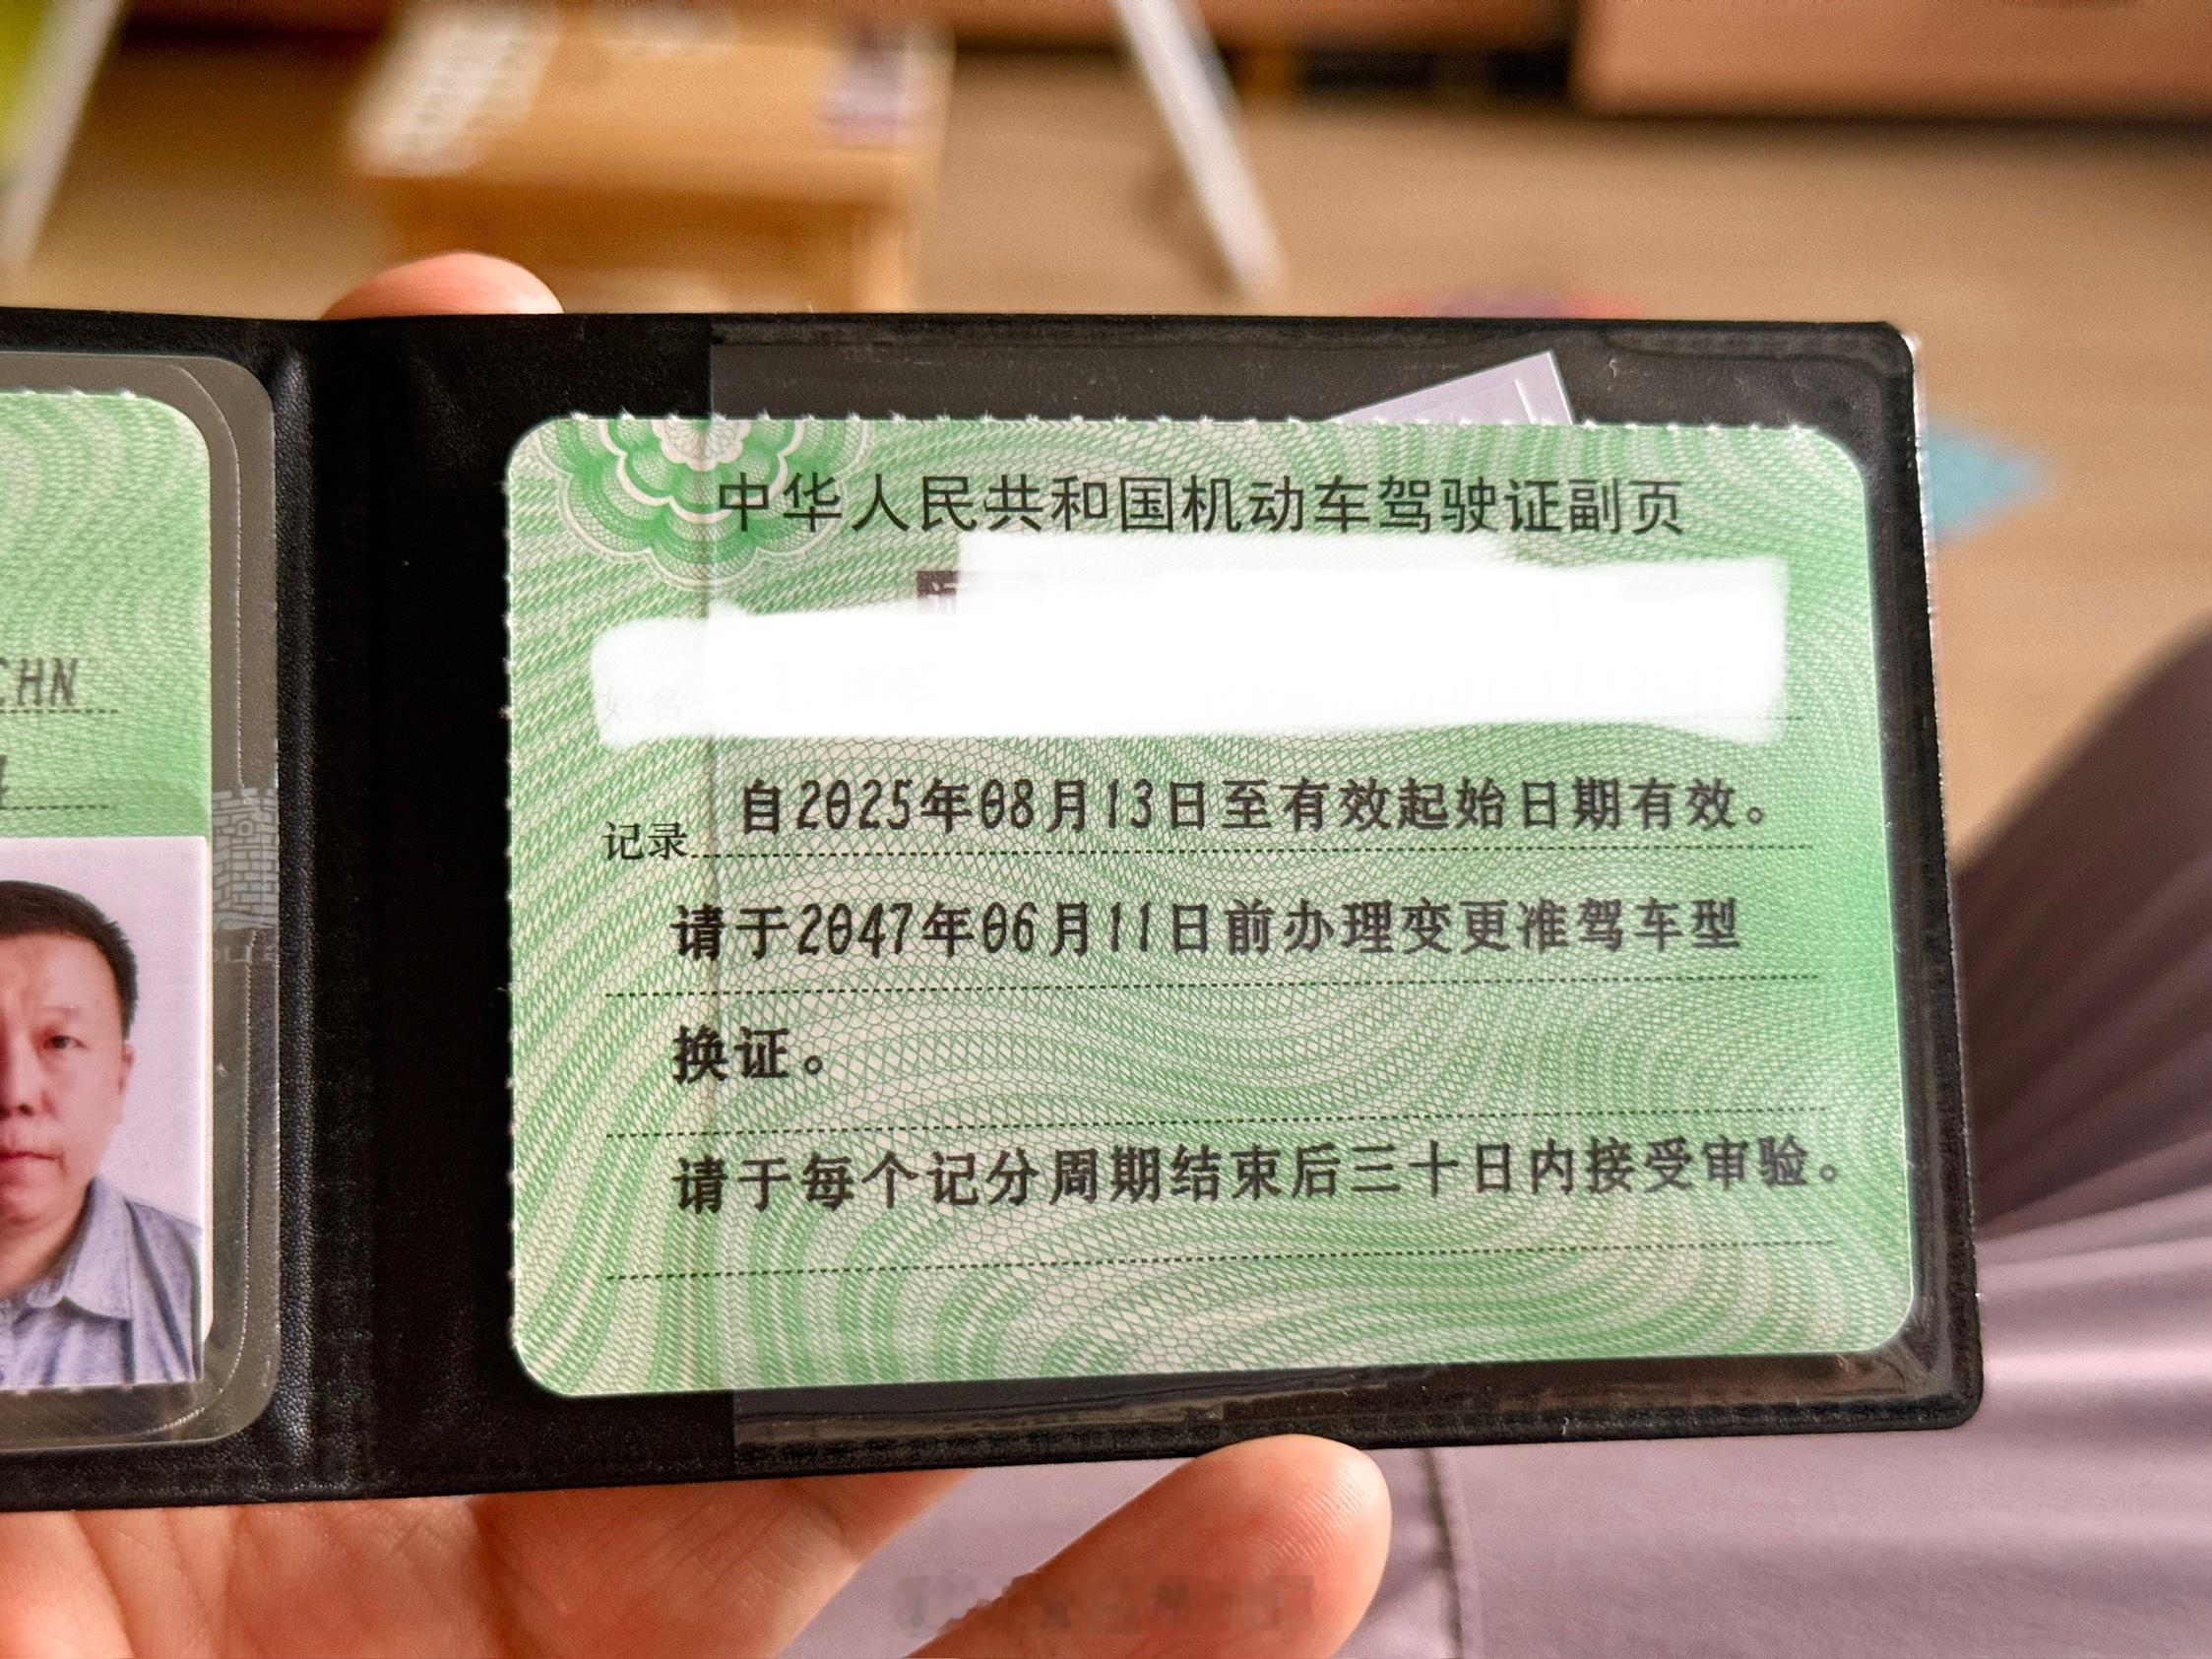 CHN
中华人民共和国机动车驾驶证副页
姓名
自2025年08月13日至有效起始日期有效。
记录
请于2047年06月11日前办理变更准驾车型
换证。
请于每个记分周期结束后三十日内接受审验。